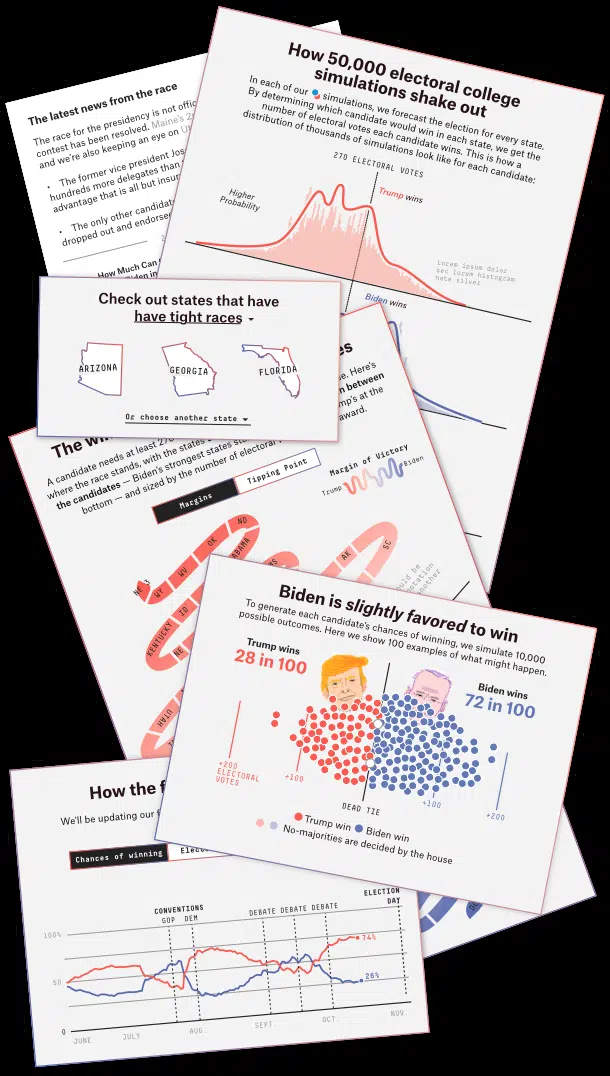 The latest news from the race
The race for the presidency is not offic
contest has been resolved. Maine's 2
and we're also keeping an eye on U
• The former vice president Jos
hundreds more delegates than
advantage that is all but insur
• The only other candidat
dropped out and endorse
How Much Can
How 50,000 electoral college
simulations shake out
In each of our simulations, we forecast the election for every state.
By determining which candidate would win in each state, we get the
number of electoral votes each candidate wins. This is how a
distribution of thousands of simulations look like for each candidate:
270 ELECTORAL VOTES
Higher
Probability
Trump wins
Lorem ipsum dolor
sec lorem histogram
nate silver
Biden wins
Check out states that have
have tight races
ARIZONA
GEORGIA
FLORIDA
Or choose another state
es
e. Here's
n between
mp's at the
award.
The wi
A candidate needs at least 270
where the race stands, with the states
the candidates — Biden's strongest states
bottom — and sized by the number of electoral
Margins
Tipping Point
Margin of Victory
Trump
Biden
ND
OK
WV
WY
NE 3
ABAMA
KENTUCKY
ID
NE
UTAH
AK
SC
Biden is slightly favored to win
To generate each candidate's chances of winning, we simulate 10,000
possible outcomes. Here we show 100 examples of what might happen.
Trump wins
28 in 100
Biden wins
72 in 100
+200
ELECTORAL
VOTES
+100
DEAD TIE
+100
+200
Trump win Biden win
No-majorities are decided by the house
How the f
We'll be updating our f
Chances of winning
Elect
CONVENTIONS
GOP DEM
DEBATE DEBATE DEBATE
ELECTION
DAY
100%
74%
50
26%
0
JUNE
JULY
AUG.
SEPT.
OCT.
NOV.